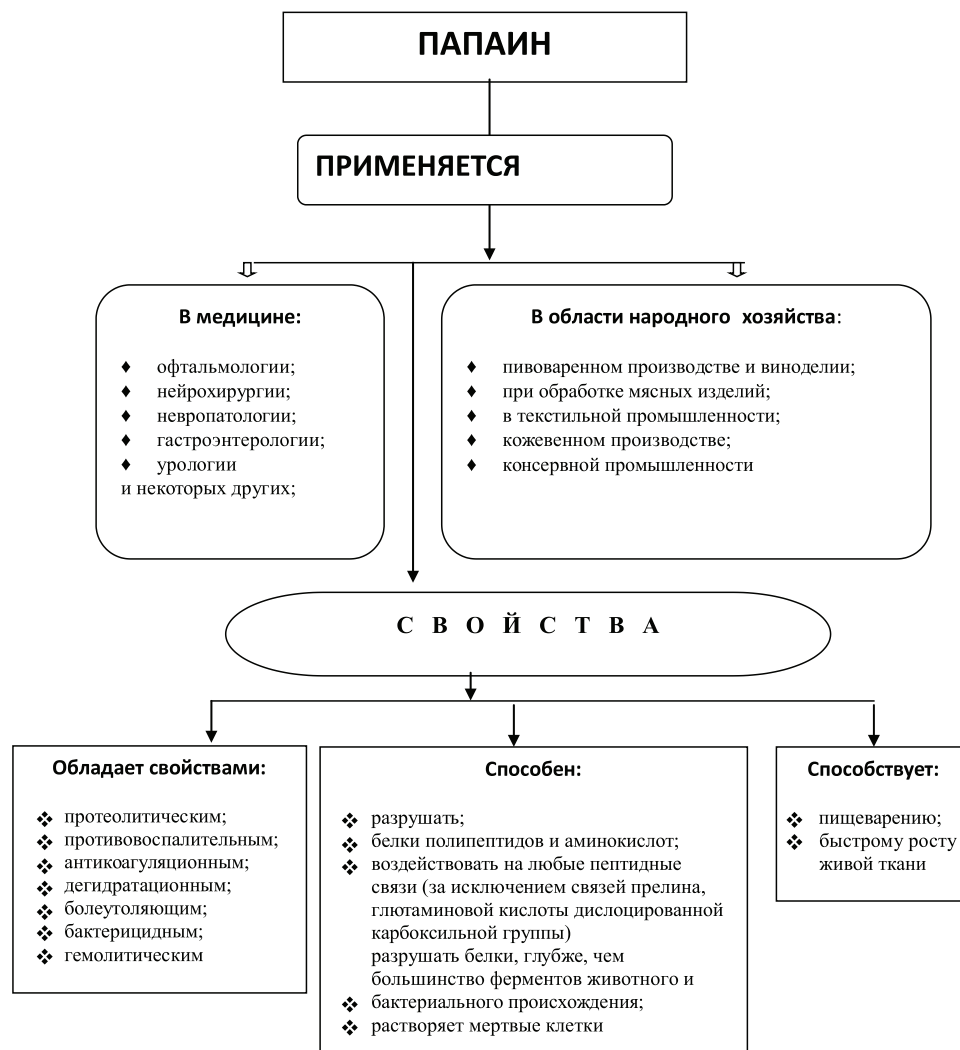 ПАПАИН
ПРИМЕНЯЕТСЯ
В медицине:
♦ офтальмологии;
♦ нейрохирургии;
♦ невропатологии;
♦ гастроэнтерологии;
♦ урологии
и некоторых других;
В области народного хозяйства:
♦ пивоваренном производстве и виноделии;
♦ при обработке мясных изделий;
♦ в текстильной промышленности;
♦ кожевенном производстве;
♦ консервной промышленности
С В О Й С Т В А
Обладает свойствами:
❖ протеолитическим;
❖ противовоспалительным;
❖ антикоагуляционным;
❖ дегидратационным;
❖ болеутоляющим;
❖ бактерицидным;
❖ гемолитическим
Способен:
❖ разрушать;
❖ белки полипептидов и аминокислот;
❖ воздействовать на любые пептидные
связи (за исключением связей прелина,
глютаминовой кислоты дислоцированной
карбоксильной группы)
разрушать белки, глубже, чем
большинство ферментов животного и
❖ бактериального происхождения;
❖ растворяет мертвые клетки
Способствует:
❖ пищеварению;
❖ быстрому росту
живой ткани